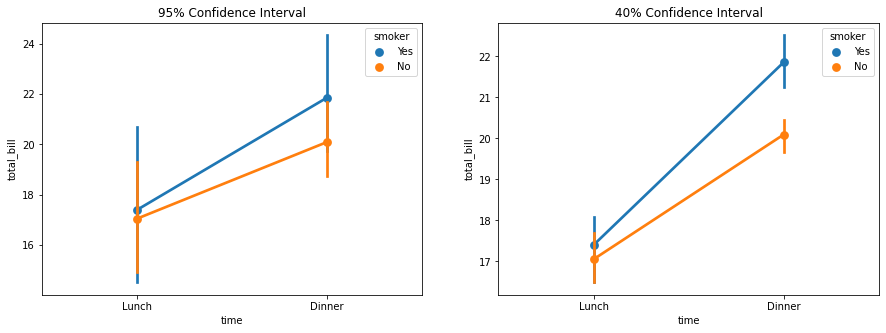 95% Confidence Interval
24
22
20
18
16
total_bill
Lunch
Dinner
time
smoker
Yes
No
40% Confidence Interval
22
21
20
19
18
17
total_bill
Lunch
Dinner
time
smoker
Yes
No